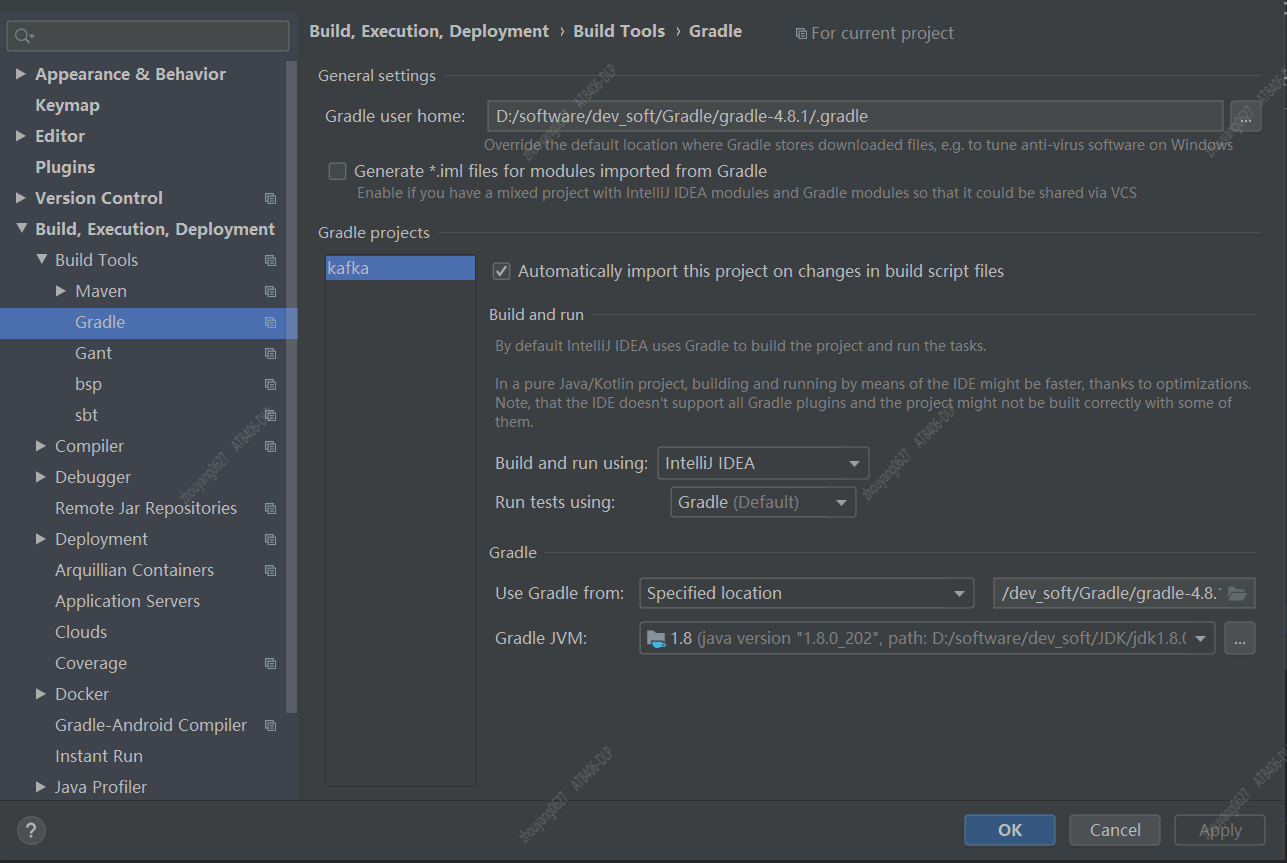 Build, Execution, Deployment › Build Tools › Gradle
For current project
Appearance & Behavior
Keymap
Editor
Plugins
Version Control
Build, Execution, Deployment
Build Tools
Maven
Gradle
Gant
bsp
sbt
Compiler
Debugger
Remote Jar Repositories
Deployment
Arquillian Containers
Application Servers
Clouds
Coverage
Docker
Gradle-Android Compiler
Instant Run
Java Profiler
General settings
Gradle user home:
D:/software/dev_soft/Gradle/gradle-4.8.1/.gradle
...
Override the default location where Gradle stores downloaded files, e.g. to tune anti-virus software on Windows
Generate *.iml files for modules imported from Gradle
Enable if you have a mixed project with IntelliJ IDEA modules and Gradle modules so that it could be shared via VCS
Gradle projects
kafka
Automatically import this project on changes in build script files
Build and run
By default IntelliJ IDEA uses Gradle to build the project and run the tasks.
In a pure Java/Kotlin project, building and running by means of the IDE might be faster, thanks to optimizations.
Note, that the IDE doesn't support all Gradle plugins and the project might not be built correctly with some of
them.
Build and run using: IntelliJ IDEA
Run tests using: Gradle (Default)
Gradle
Use Gradle from: Specified location
/dev_soft/Gradle/gradle-4.8.
Gradle JVM: 1.8 (java version "1.8.0_202", path: D:/software/dev_soft/JDK/jdk1.8.0
...
?
OK
Cancel
Apply
zhouyang0627 AT8406-DLP
zhouyang0627 AT8406-DLP
zhouyang0627 AT8406-DLP
zhouyang0627 AT8406-DLP